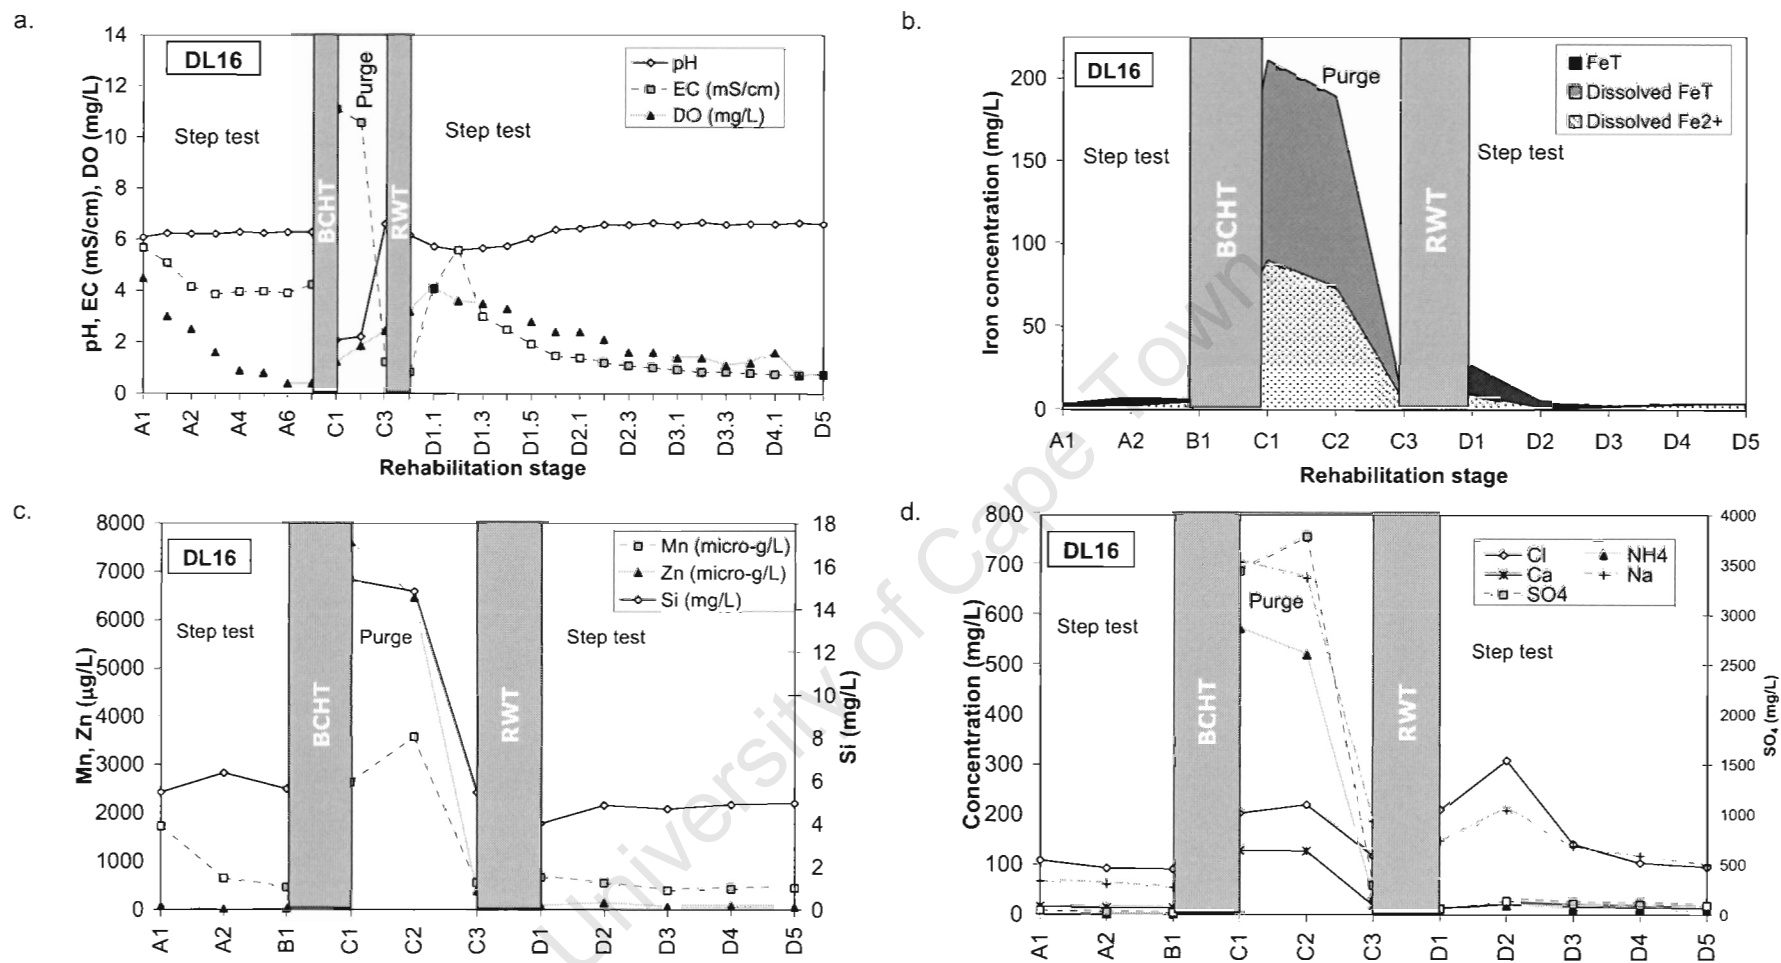 a.
14
12
10
8
6
4
2
0
pH, EC (mS/cm), DO (mg/L)
DL16
Step test
BCHT
Purge
RWT
Step test
pH
EC (mS/cm)
DO (mg/L)
A1
A2
A4
A6
C1
C3
D1.1
D1.3
D1.5
D2.1
D2.3
D3.1
D3.3
D4.1
D5
Rehabilitation stage
b.
200
150
100
50
0
Iron concentration (mg/L)
DL16
Step test
BCHT
Purge
RWT
Step test
FeT
Dissolved FeT
Dissolved Fe2+
A1
A2
B1
C1
C2
C3
D1
D2
D3
D4
D5
Rehabilitation stage
c.
8000
7000
6000
5000
4000
3000
2000
1000
0
Mn, Zn (µg/L)
DL16
Step test
BCHT
Purge
RWT
Step test
Mn (micro-g/L)
Zn (micro-g/L)
Si (mg/L)
18
16
14
12
10
8
6
4
2
0
Si (mg/L)
A1
A2
B1
C1
C2
C3
D1
D2
D3
D4
D5
d.
800
700
600
500
400
300
200
100
0
Concentration (mg/L)
DL16
Step test
BCHT
Purge
RWT
Step test
Cl
NH4
Ca
Na
SO4
4000
3500
3000
2500
2000
1500
1000
500
0
SO4 (mg/L)
A1
A2
B1
C1
C2
C3
D1
D2
D3
D4
D5
University of Cape Town